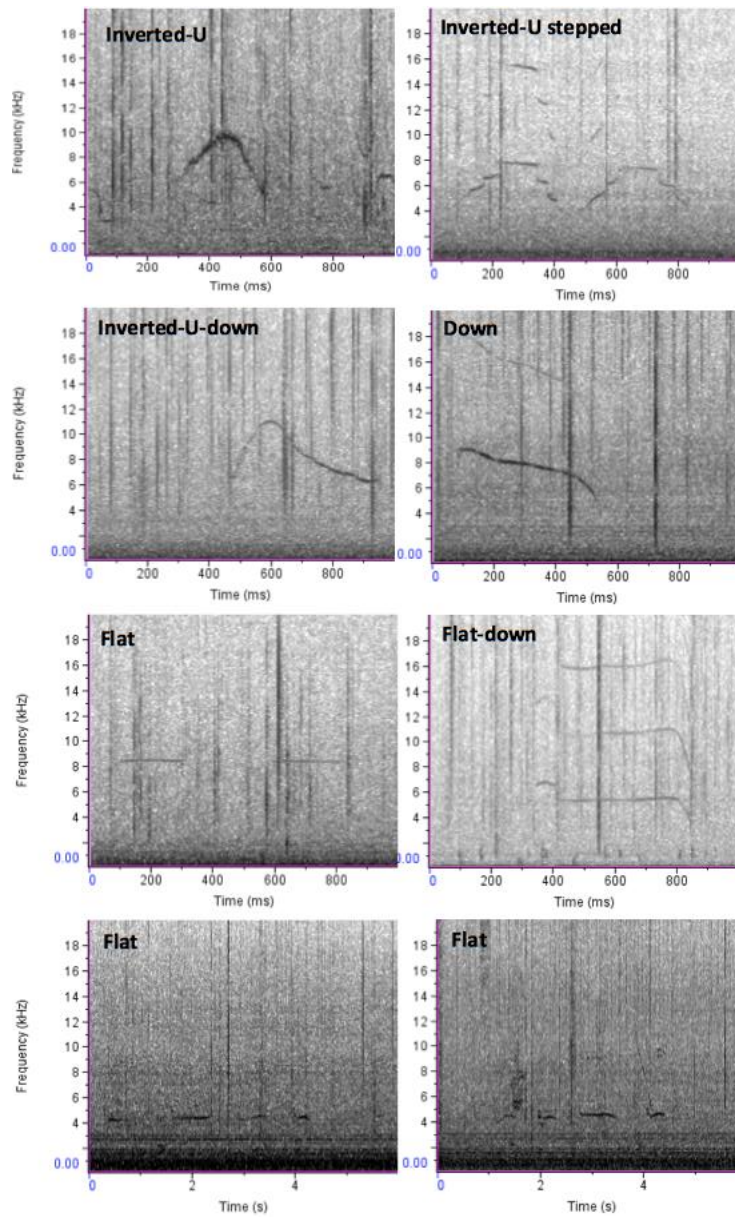 Inverted-U
Frequency (kHz)
18
16
14
12
10
8
6
4
0.00
0 200 400 600 800
Time (ms)
Inverted-U stepped
18
16
14
12
10
8
6
4
0.00
0 200 400 600 800
Time (ms)
Inverted-U-down
Frequency (kHz)
18
16
14
12
10
8
6
4
0.00
0 200 400 600 800
Time (ms)
Down
18
16
14
12
10
8
6
4
0.00
0 200 400 600 800
Time (ms)
Flat
Frequency (kHz)
18
16
14
12
10
8
6
4
0.00
0 200 400 600 800
Time (ms)
Flat-down
18
16
14
12
10
8
6
4
0.00
0 200 400 600 800
Time (ms)
Flat
Frequency (kHz)
18
16
14
12
10
8
6
4
0.00
0 2 4
Time (s)
Flat
18
16
14
12
10
8
6
4
0.00
0 2 4
Time (s)